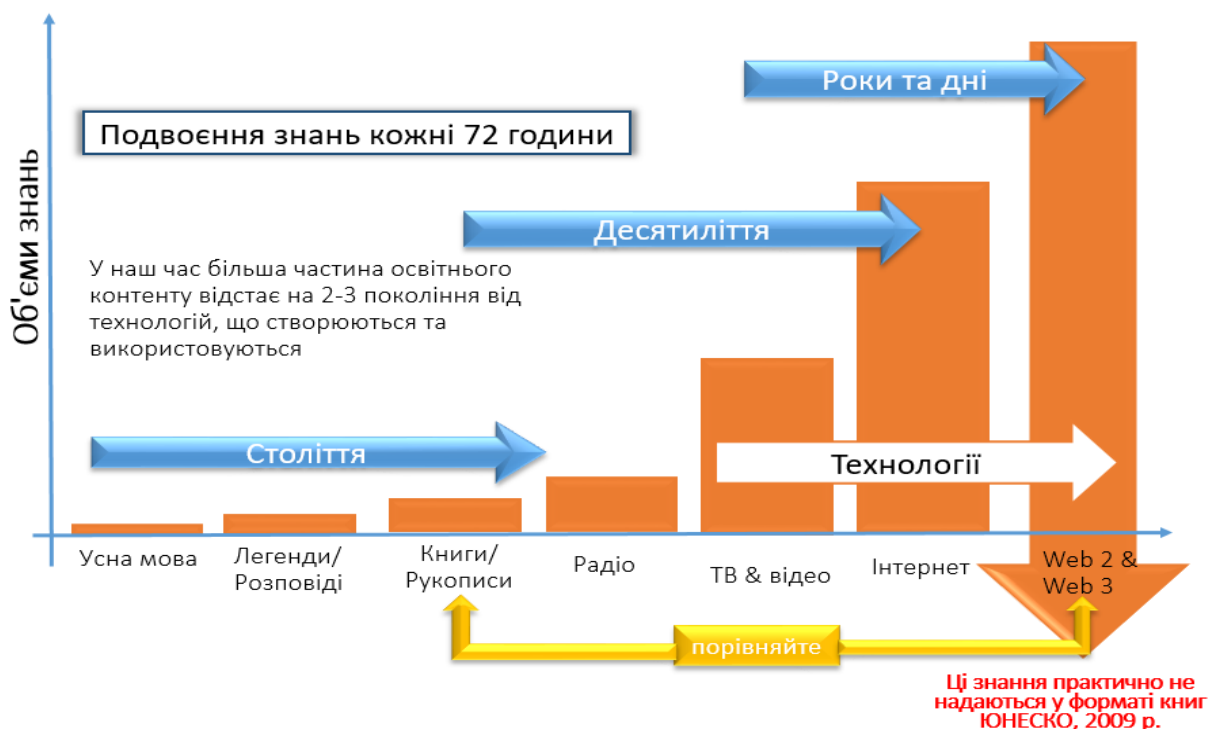 Роки та дні
Подвоєння знань кожні 72 години
Об'єми знань
Десятиліття
У наш час більша частина освітнього
контенту відстає на 2-3 покоління від
технологій, що створюються та
використовуються
Століття
Технології
Усна мова
Легенди/
Розповіді
Книги/
Рукописи
Радіо
ТВ & відео
Інтернет
Web 2 &
Web 3
порівняйте
Ці знання практично не
надаються у форматі книг
ЮНЕСКО, 2009 р.